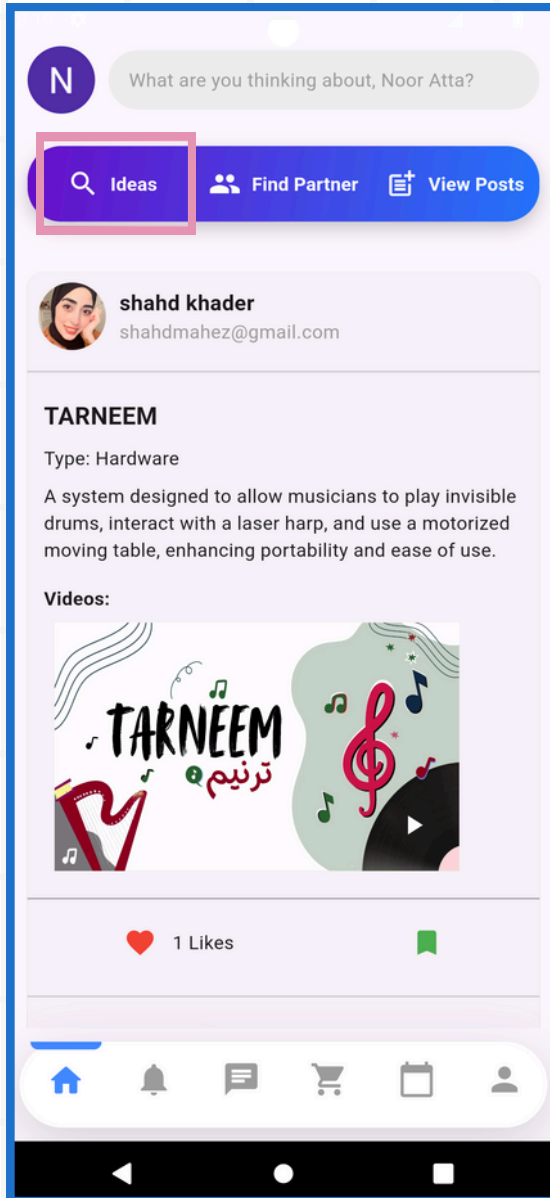 N
What are you thinking about, Noor Atta?
Ideas Find Partner View Posts
shahd khader
shahdmahez@gmail.com
TARNEEM
Type: Hardware
A system designed to allow musicians to play invisible
drums, interact with a laser harp, and use a motorized
moving table, enhancing portability and ease of use.
Videos:
TARNEEM
ترنيم
1 Likes